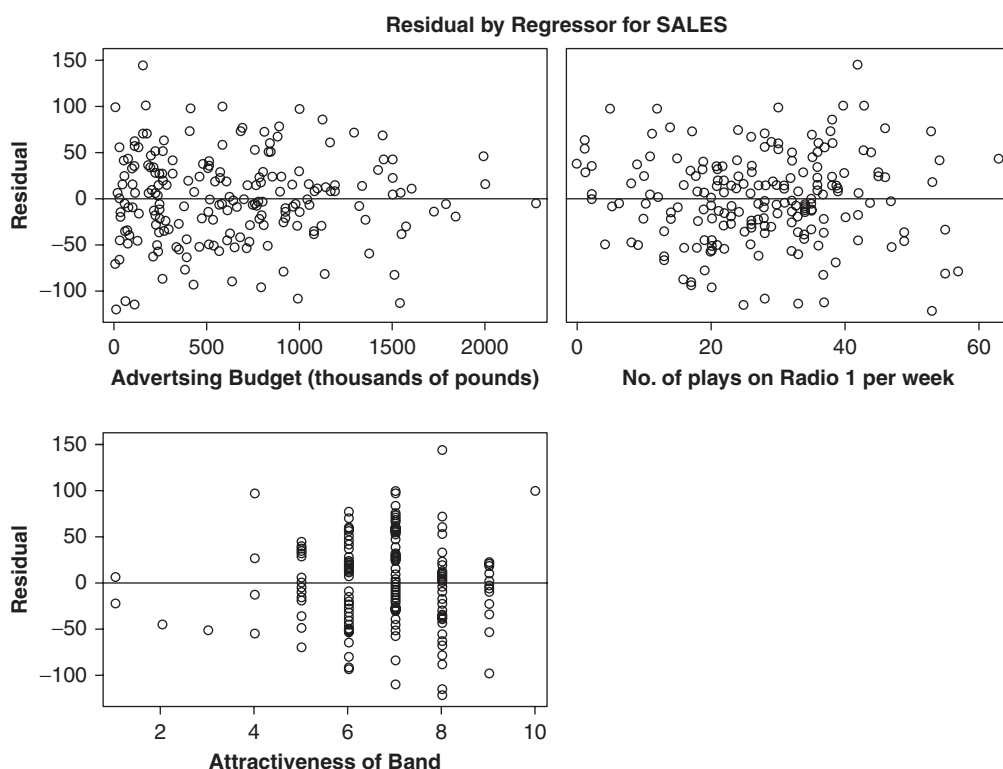 Residual by Regressor for SALES
Residual
150
100
50
0
−50
−100
0 500 1000 1500 2000
Advertsing Budget (thousands of pounds)
0 20 40 60
No. of plays on Radio 1 per week
Residual
150
100
50
0
−50
−100
2 4 6 8 10
Attractiveness of Band